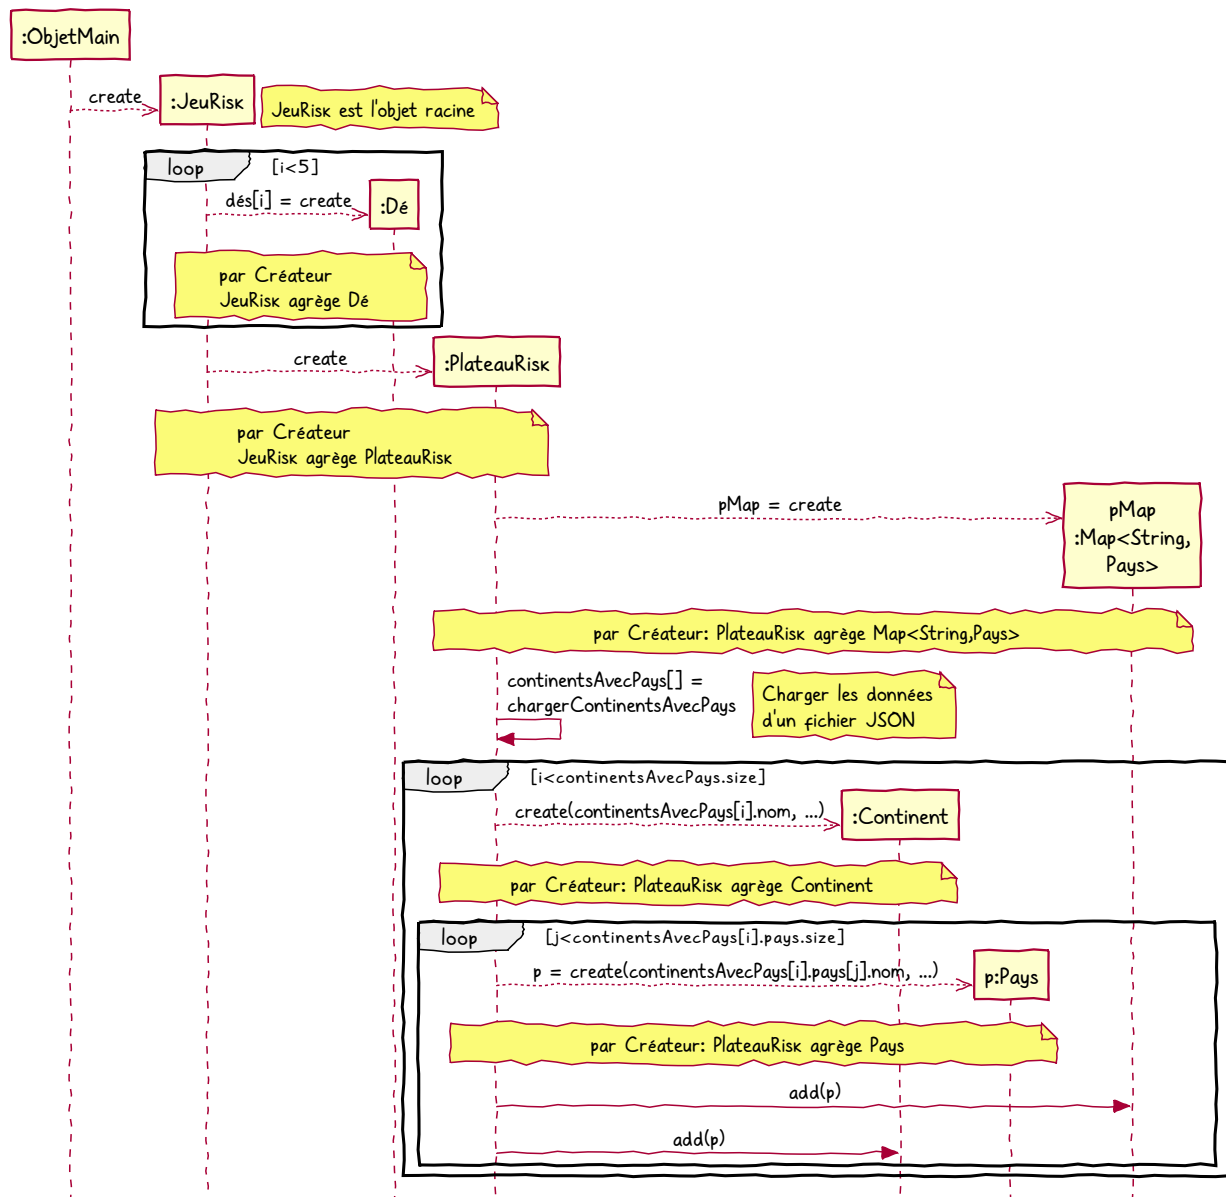 :ObjetMain
create
:JeuRisk
JeuRisk est l'objet racine
loop
[i<5]
dés[i] = create
:Dé
par Créateur
JeuRisk agrège Dé
create
:PlateauRisk
par Créateur
JeuRisk agrège PlateauRisk
pMap = create
pMap
:Map<String,
Pays>
par Créateur: PlateauRisk agrège Map<String,Pays>
continentsAvecPays[] =
chargerContinentsAvecPays
Charger les données
d'un fichier JSON
loop
[i<continentsAvecPays.size]
create(continentsAvecPays[i].nom, ...)
:Continent
par Créateur: PlateauRisk agrège Continent
loop
[j<continentsAvecPays[i].pays.size]
p = create(continentsAvecPays[i].pays[j].nom, ...)
p:Pays
par Créateur: PlateauRisk agrège Pays
add(p)
add(p)